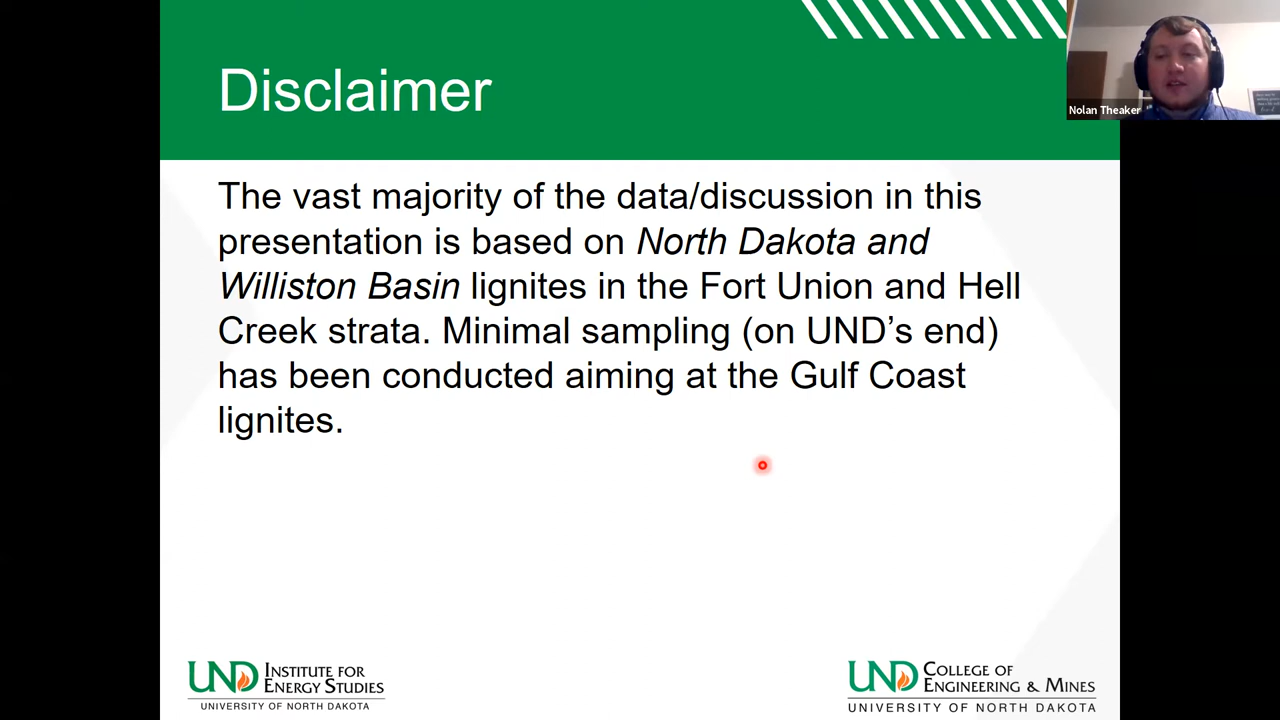 Disclaimer
Nolan Theaker
The vast majority of the data/discussion in this
presentation is based on North Dakota and
Williston Basin lignites in the Fort Union and Hell
Creek strata. Minimal sampling (on UND’s end)
has been conducted aiming at the Gulf Coast
lignites.
UND INSTITUTE FOR
ENERGY STUDIES
UNIVERSITY OF NORTH DAKOTA
UND COLLEGE OF
ENGINEERING & MINES
UNIVERSITY OF NORTH DAKOTA